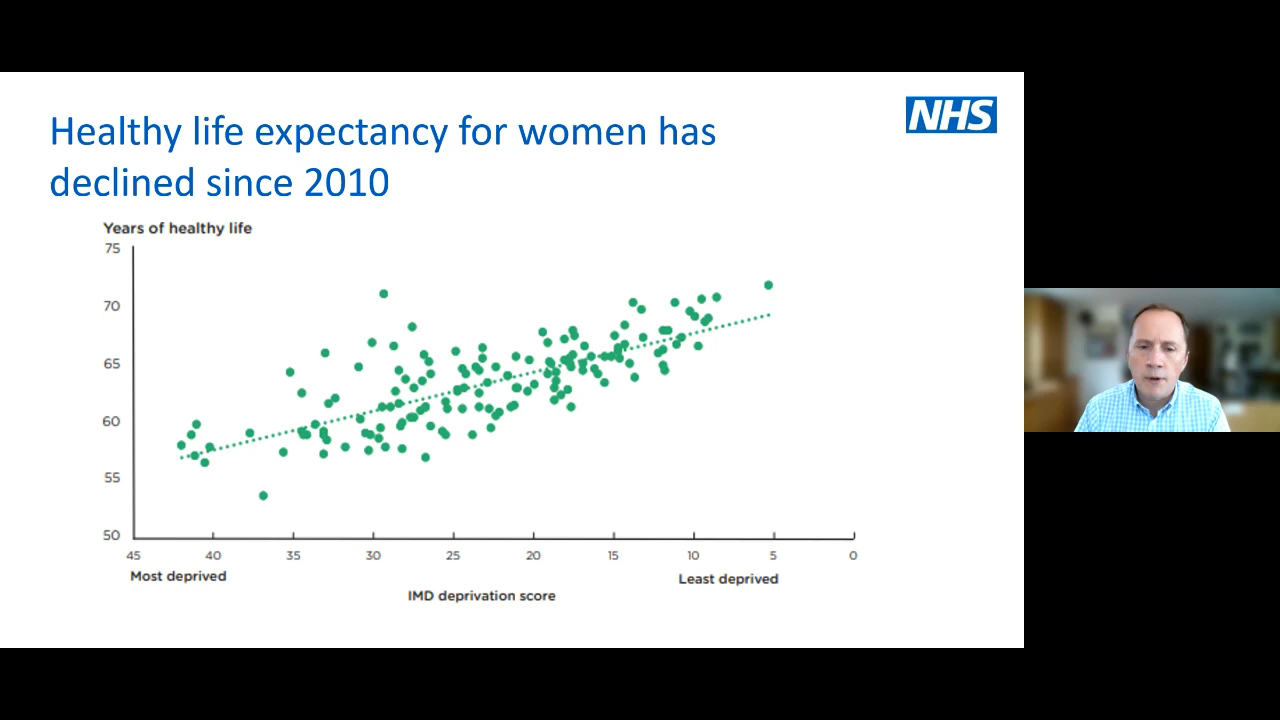 Healthy life expectancy for women has
declined since 2010
NHS
Years of healthy life
75
70
65
60
55
50
45 40 35 30 25 20 15 10 5 0
Most deprived
Least deprived
IMD deprivation score